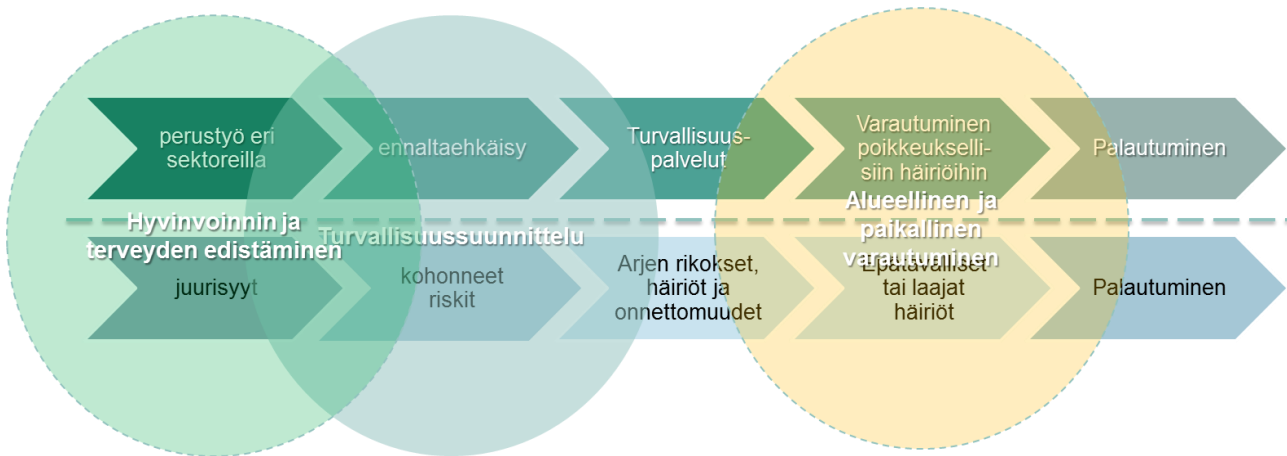 perustyö eri
sektoreilla
ennaltaehkäisy
Turvallisuus-
palvelut
Varautuminen
poikkeukselli-
siin häiriöihin
Palautuminen
Hyvinvoinnin ja
terveyden edistäminen
Turvallisuussuunnittelu
Alueellinen ja
paikallinen
varautuminen
juurisyyt
kohonneet
riskit
Arjen rikokset,
häiriöt ja
onnettomuudet
Epätuvalliset
tai laajat
häiriöt
Palautuminen